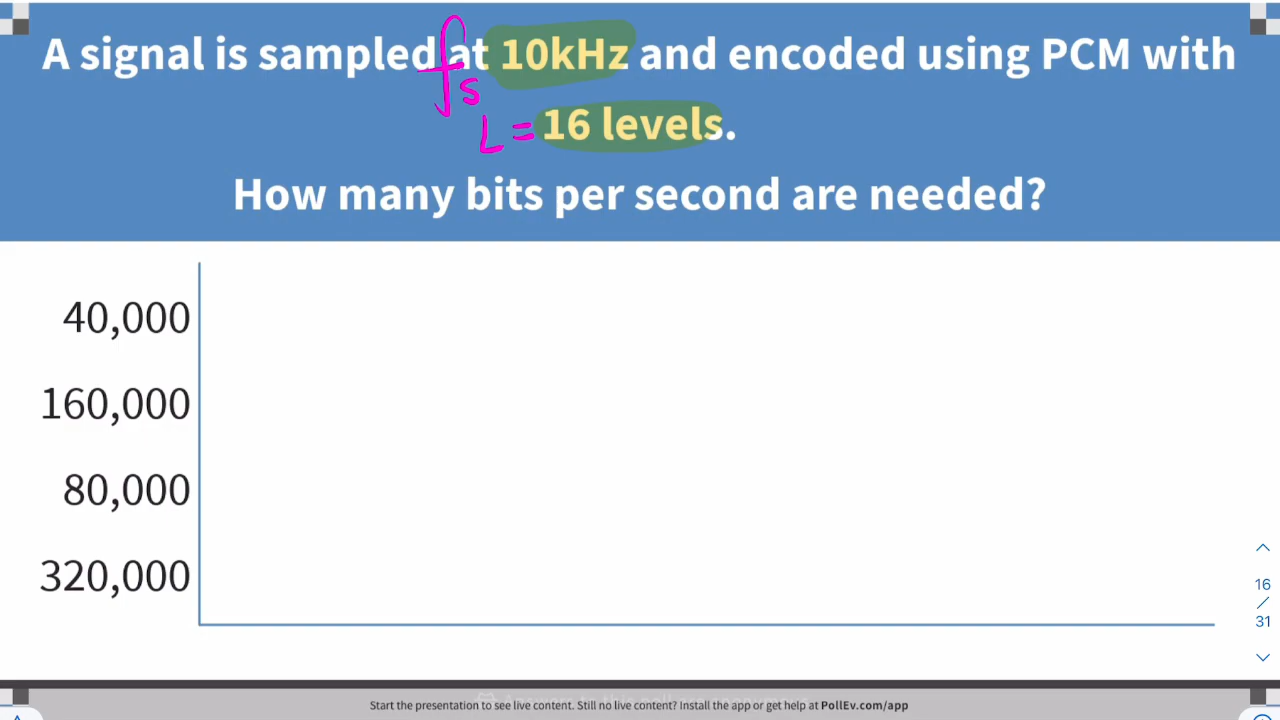 A signal is sampled at 10kHz and encoded using PCM with
fs
L = 16 levels.
How many bits per second are needed?
40,000
160,000
80,000
320,000
16
/
31
Start the presentation to see live content. Still no live content? Install the app or get help at PollEv.com/app